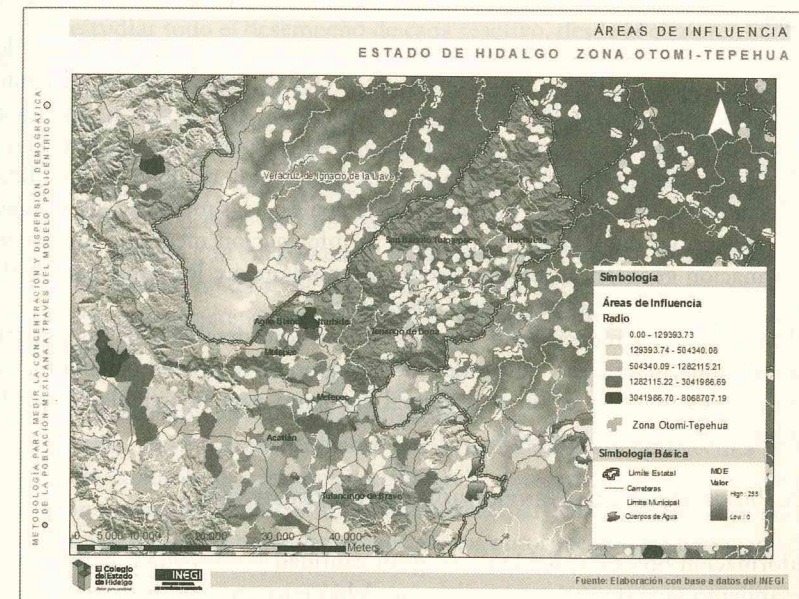 ÁREAS DE INFLUENCIA
ESTADO DE HIDALGO ZONA OTOMI-TEPEHUA
METODOLOGÍA PARA MEDIR LA CONCENTRACIÓN Y DISPERSIÓN DEMOGRÁFICA
DE LA POBLACIÓN MEXICANA A TRAVÉS DEL MODELO POLICÉNTRICO
N
Veracruz de Ignacio de la Llave
San Bartolo Tutotepec
Huehuetla
Agua Blanca de Iturbide
Tenango de Doria
Metepec
Acatlán
Tulancingo de Bravo
0 5,000 10,000 20,000 30,000 40,000
Meters
Simbología
Áreas de Influencia
Radio
0.00 - 129393.73
129393.74 - 504340.08
504340.09 - 1282115.21
1282115.22 - 3041986.69
3041986.70 - 8068707.19
Zona Otomi-Tepehua
Simbología Básica
Límite Estatal
Carreteras
Límite Municipal
Cuerpos de Agua
MDE
Valor
High : 255
Low : 0
El Colegio
del Estado
de Hidalgo
INEGI
Fuente: Elaboración con base a datos del INEGI